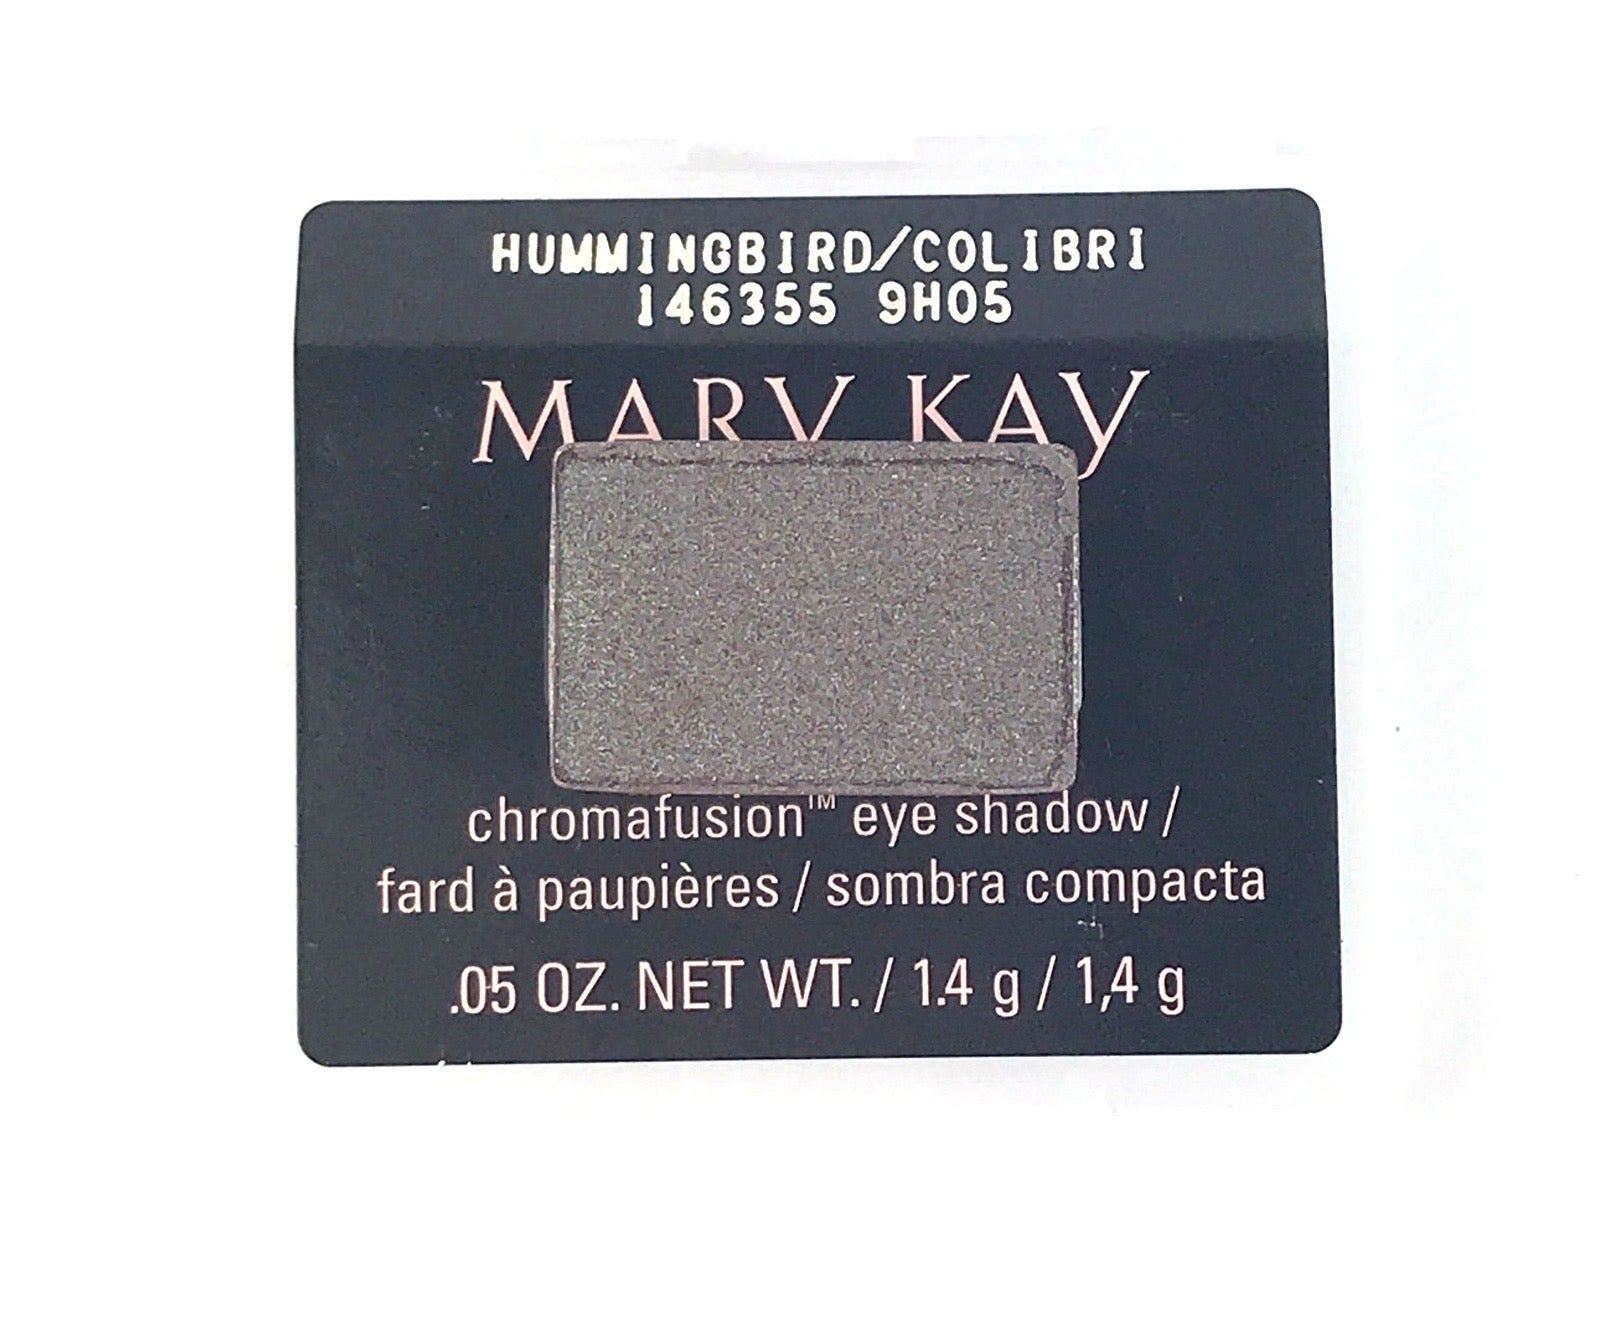 HUMMINGBIRD/COLIBRI
146355 9H05
MARY KAY
chromafusion™ eye shadow /
fard à paupières / sombra compacta
.05 OZ. NET WT. / 1.4 g / 1,4 g